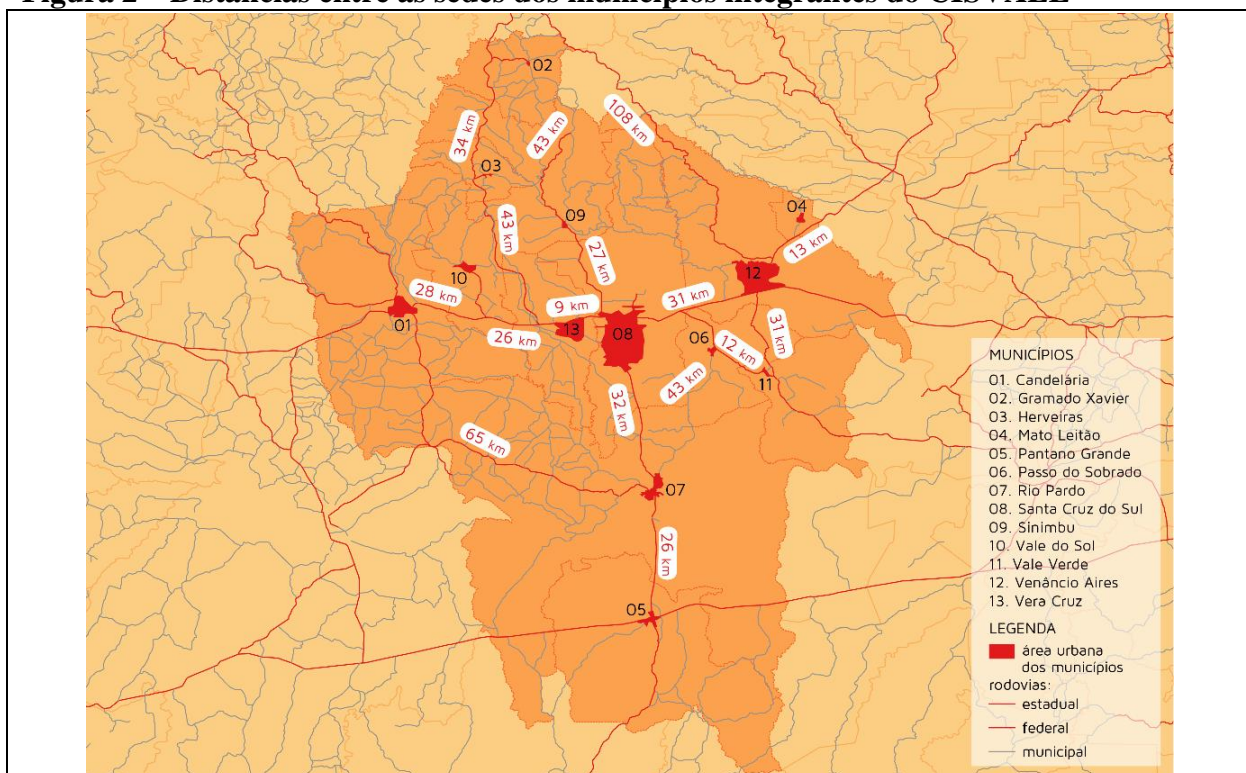 Figura 2 – Distâncias entre as sedes dos municípios integrantes do CISVALE
02
108 km
34 km
43 km
03
09
04
43 km
13 km
27 km
12
10
28 km
31 km
9 km
01
13
08
31 km
26 km
06
12 km
11
43 km
32 km
65 km
07
26 km
05
MUNICÍPIOS
01. Candelária
02. Gramado Xavier
03. Herveiras
04. Mato Leitão
05. Pantano Grande
06. Passo do Sobrado
07. Rio Pardo
08. Santa Cruz do Sul
09. Sinimbu
10. Vale do Sol
11. Vale Verde
12. Venâncio Aires
13. Vera Cruz
LEGENDA
área urbana
dos municípios
rodovias:
estadual
federal
municipal